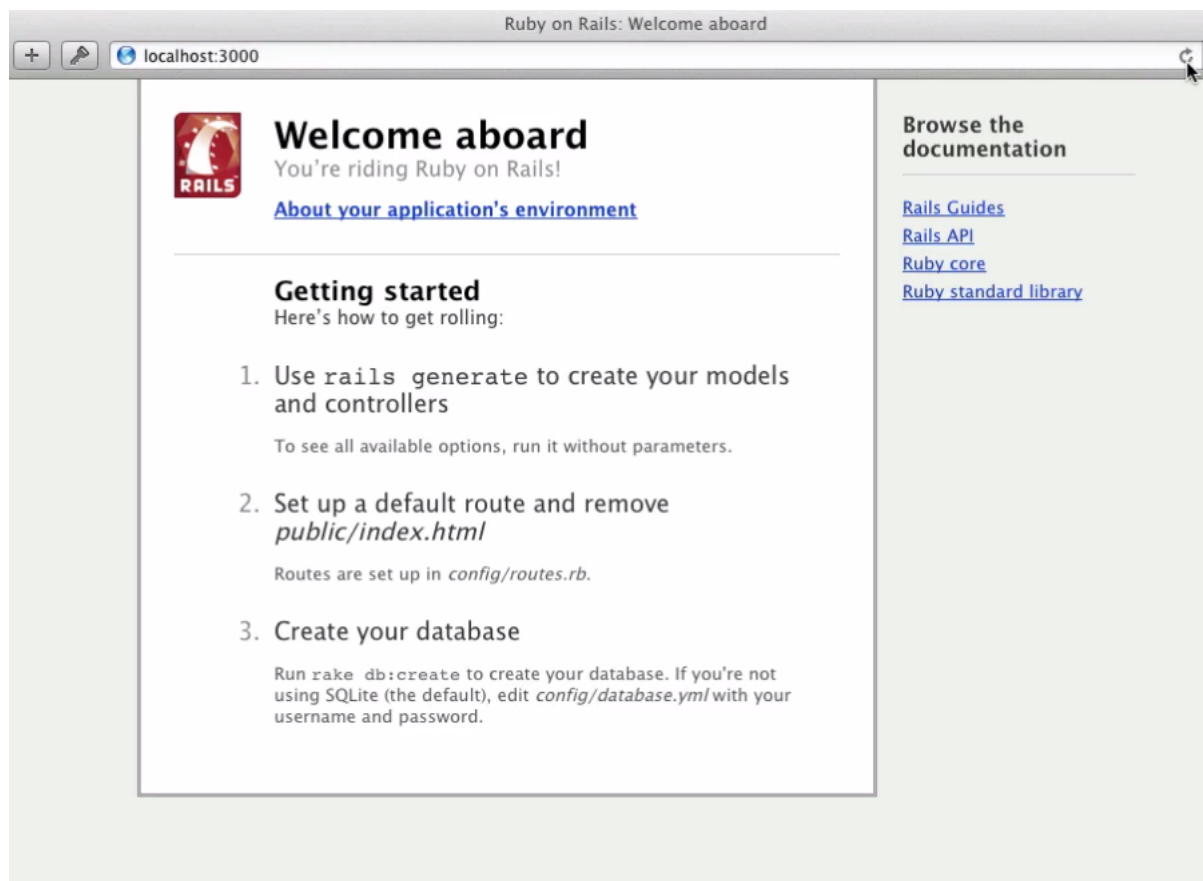 Ruby on Rails: Welcome aboard
localhost:3000
RAILS
Welcome aboard
You're riding Ruby on Rails!
About your application's environment
Getting started
Here's how to get rolling:
1. Use rails generate to create your models
and controllers
To see all available options, run it without parameters.
2. Set up a default route and remove
public/index.html
Routes are set up in config/routes.rb.
3. Create your database
Run rake db:create to create your database. If you're not
using SQLite (the default), edit config/database.yml with your
username and password.
Browse the
documentation
Rails Guides
Rails API
Ruby core
Ruby standard library